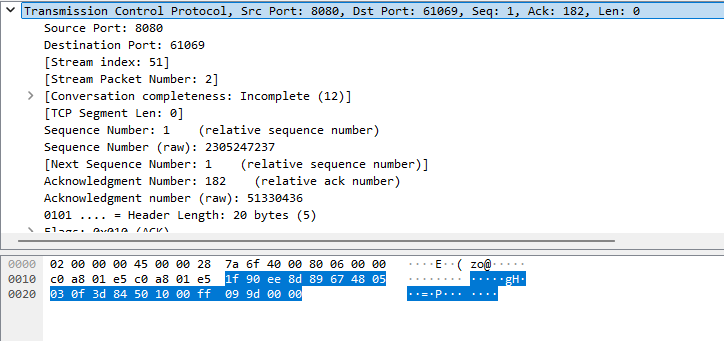 Transmission Control Protocol, Src Port: 8080, Dst Port: 61069, Seq: 1, Ack: 182, Len: 0
Source Port: 8080
Destination Port: 61069
[Stream index: 51]
[Stream Packet Number: 2]
[Conversation completeness: Incomplete (12)]
[TCP Segment Len: 0]
Sequence Number: 1    (relative sequence number)
Sequence Number (raw): 2305247237
[Next Sequence Number: 1    (relative sequence number)]
Acknowledgment Number: 182    (relative ack number)
Acknowledgment number (raw): 51330436
0101 .... = Header Length: 20 bytes (5)
Flags: 0x010 (ACK)
0000  02 00 00 00 45 00 00 28  7a 6f 40 00 80 06 00 00  ····E··( zo@·····
0010  c0 a8 01 e5 c0 a8 01 e5  1f 90 ee 8d 89 67 48 05  ········ ·····gH·
0020  03 0f 3d 84 50 10 00 ff  09 9d 00 00  ··=·P··· ····